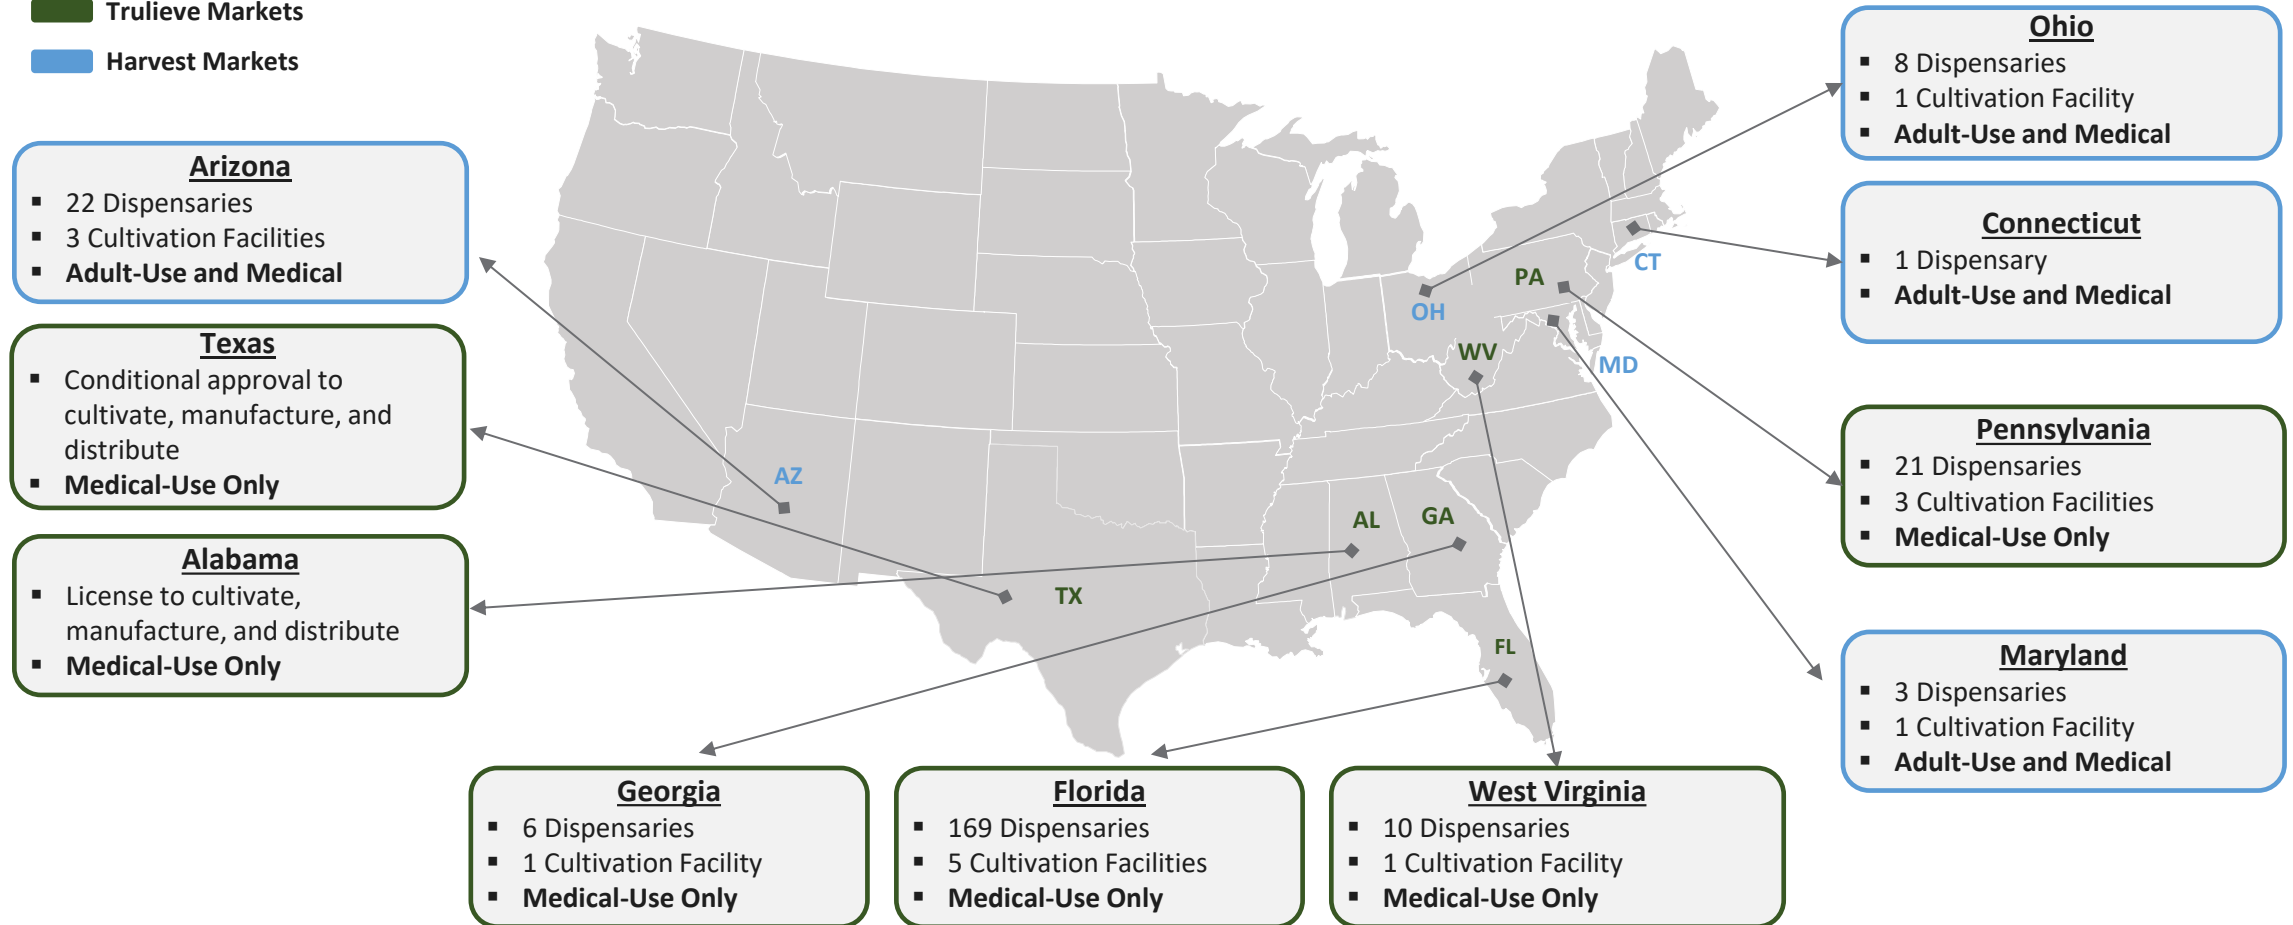 Trulieve Markets
Harvest Markets
Arizona
▪ 22 Dispensaries
▪ 3 Cultivation Facilities
▪ Adult-Use and Medical
Texas
▪ Conditional approval to
cultivate, manufacture, and
distribute
▪ Medical-Use Only
Alabama
▪ License to cultivate,
manufacture, and distribute
▪ Medical-Use Only
AZ
TX
AL
GA
FL
WV
OH
PA
CT
MD
Georgia
▪ 6 Dispensaries
▪ 1 Cultivation Facility
▪ Medical-Use Only
Florida
▪ 169 Dispensaries
▪ 5 Cultivation Facilities
▪ Medical-Use Only
West Virginia
▪ 10 Dispensaries
▪ 1 Cultivation Facility
▪ Medical-Use Only
Ohio
▪ 8 Dispensaries
▪ 1 Cultivation Facility
▪ Adult-Use and Medical
Connecticut
▪ 1 Dispensary
▪ Adult-Use and Medical
Pennsylvania
▪ 21 Dispensaries
▪ 3 Cultivation Facilities
▪ Medical-Use Only
Maryland
▪ 3 Dispensaries
▪ 1 Cultivation Facility
▪ Adult-Use and Medical